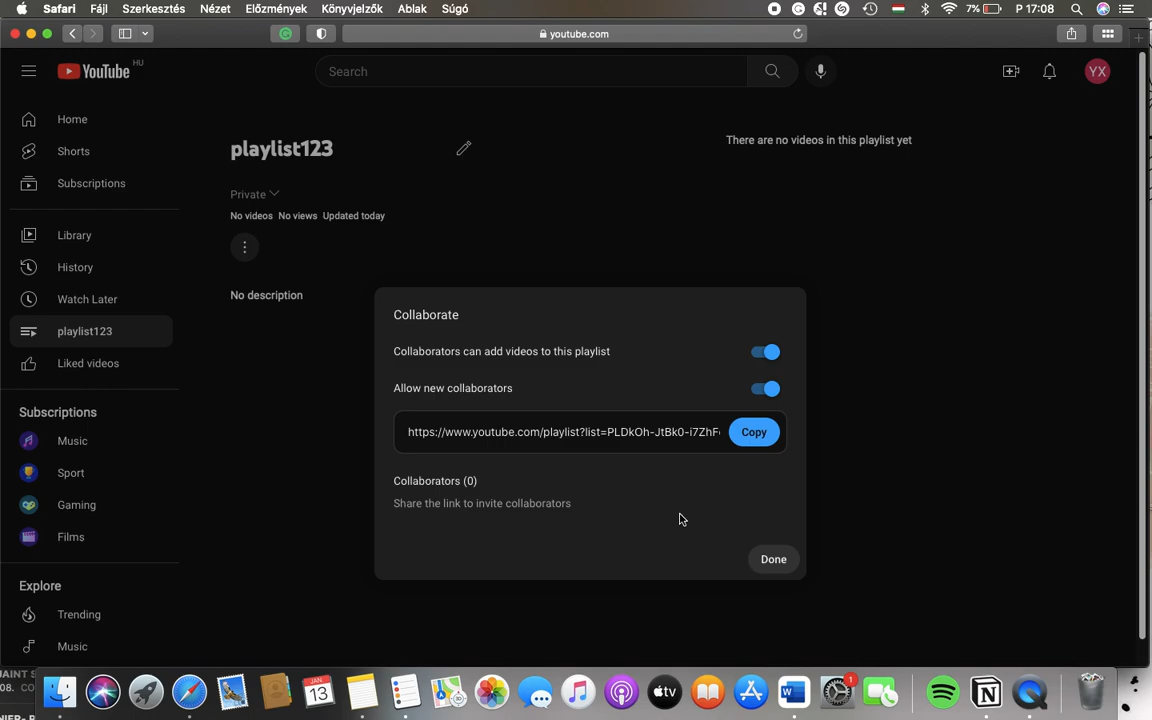 Safari Fájl Szerkesztés Nézet Előzmények Könyvjelzők Ablak Súgó 7% P 17:08
youtube.com
YouTube HU Search YX
Home
Shorts
Subscriptions
Library
History
Watch Later
playlist123
Liked videos
Subscriptions
Music
Sport
Gaming
Films
Explore
Trending
Music
playlist123
Private
No videos No views Updated today
No description
There are no videos in this playlist yet
Collaborate
Collaborators can add videos to this playlist
Allow new collaborators
https://www.youtube.com/playlist?list=PLDkOh-JtBk0-i7ZhF Copy
Collaborators (0)
Share the link to invite collaborators
Done
JAN 13
tv
1